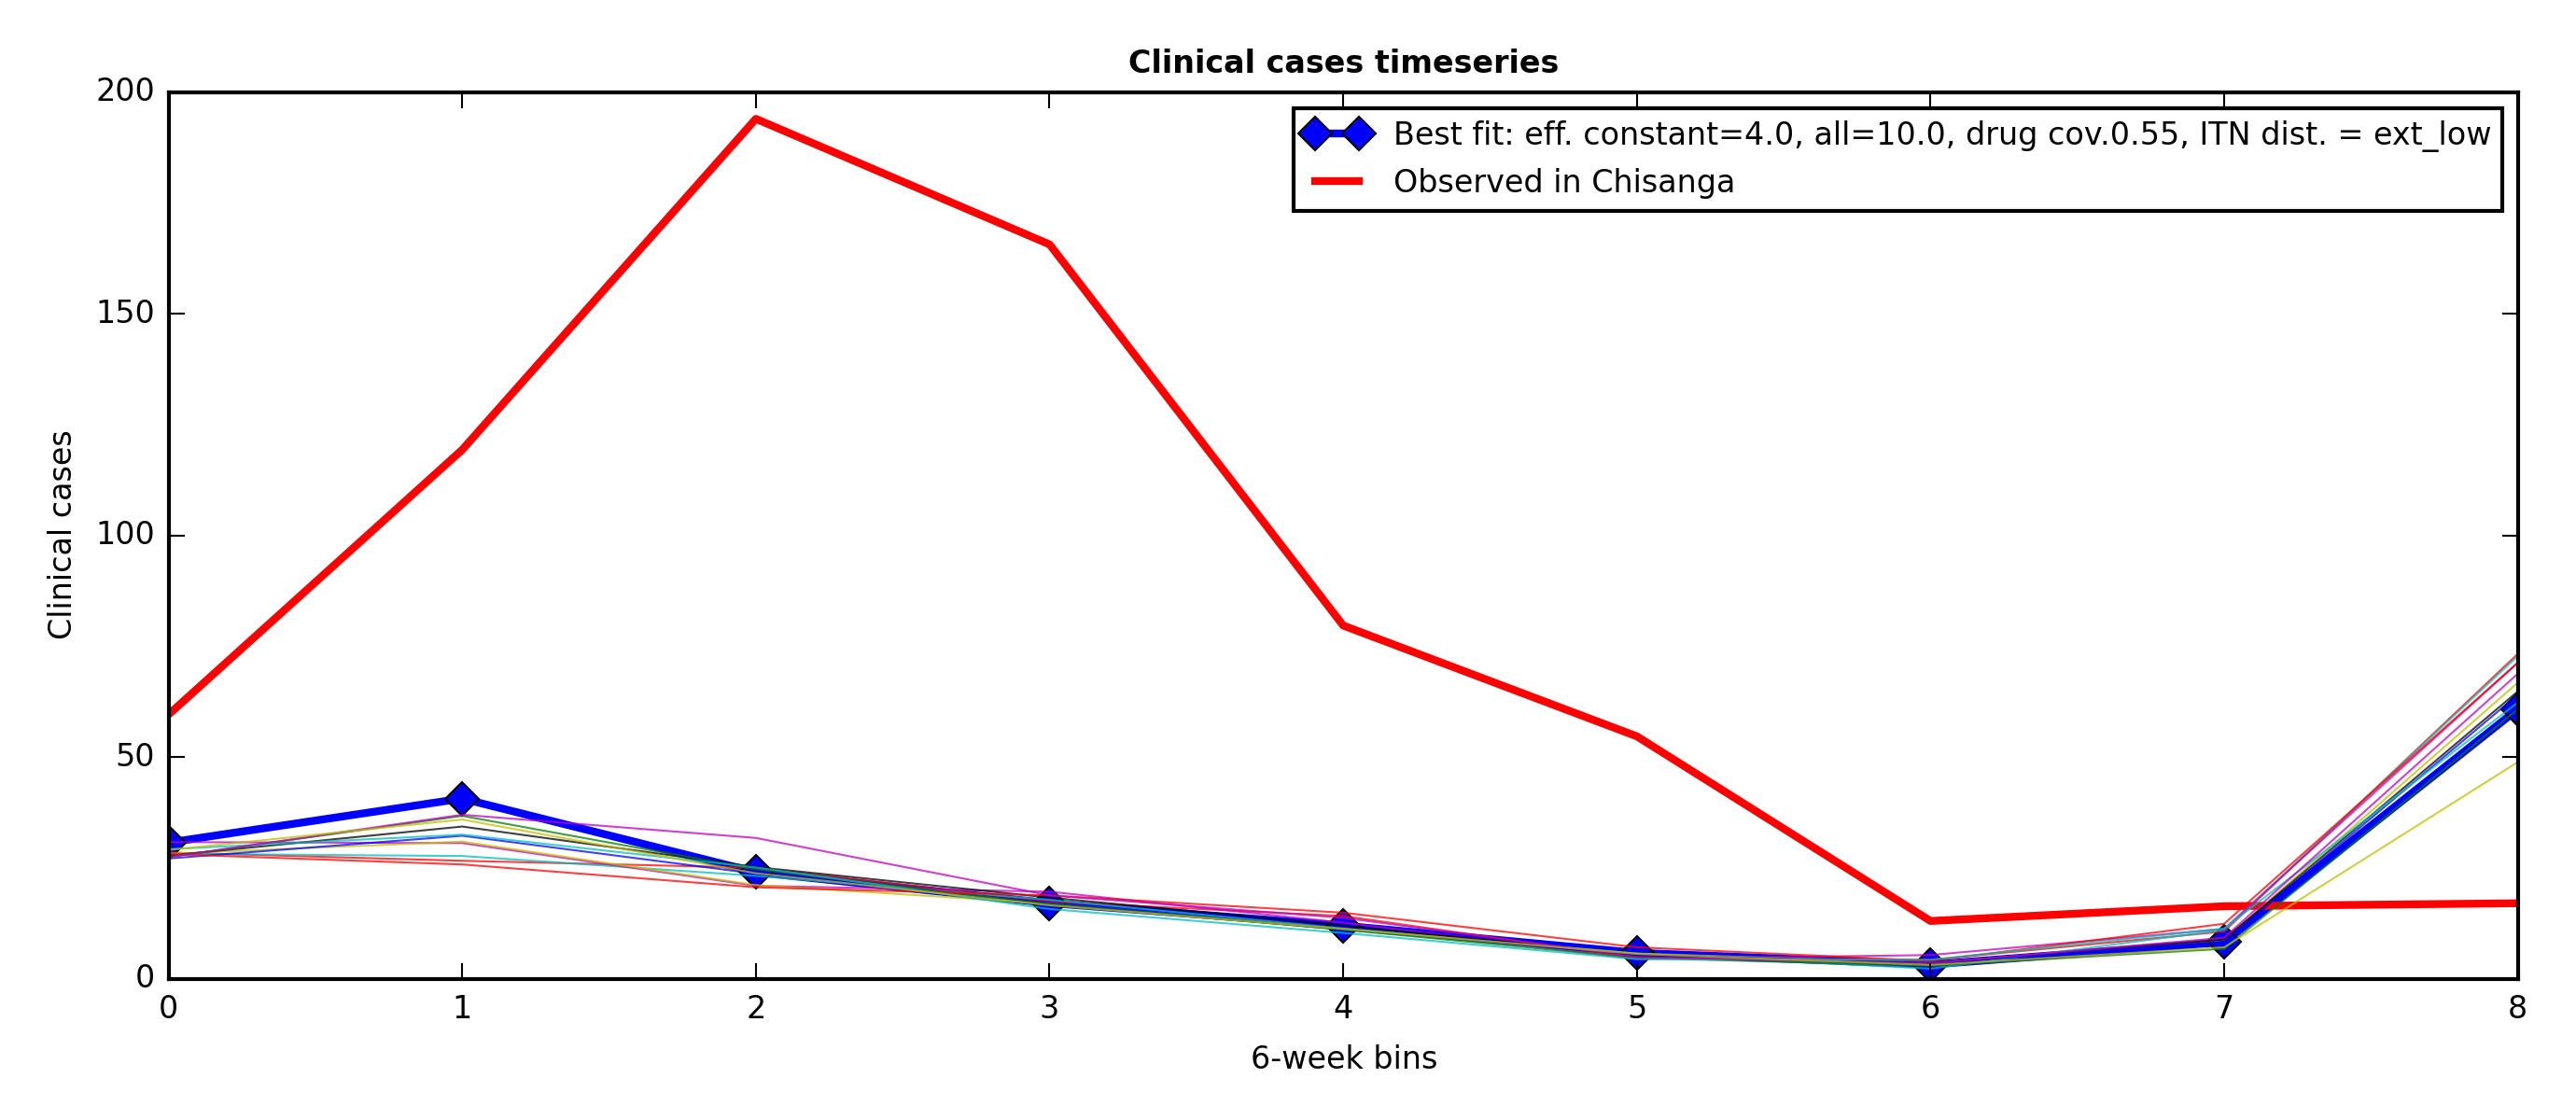 Clinical cases timeseries
200
150
100
50
0
Clinical cases
Best fit: eff. constant=4.0, all=10.0, drug cov.0.55, ITN dist. = ext_low
Observed in Chisanga
0 1 2 3 4 5 6 7 8
6-week bins